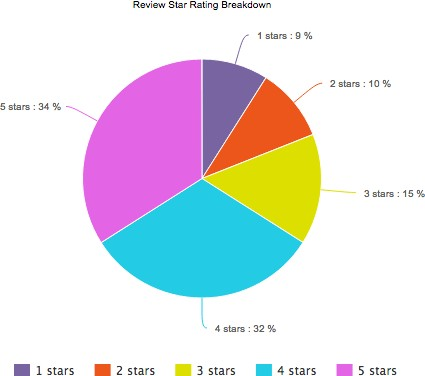 Review Star Rating Breakdown
1 stars : 9 %
2 stars : 10 %
5 stars : 34 %
3 stars : 15 %
4 stars : 32 %
1 stars 2 stars 3 stars 4 stars 5 stars